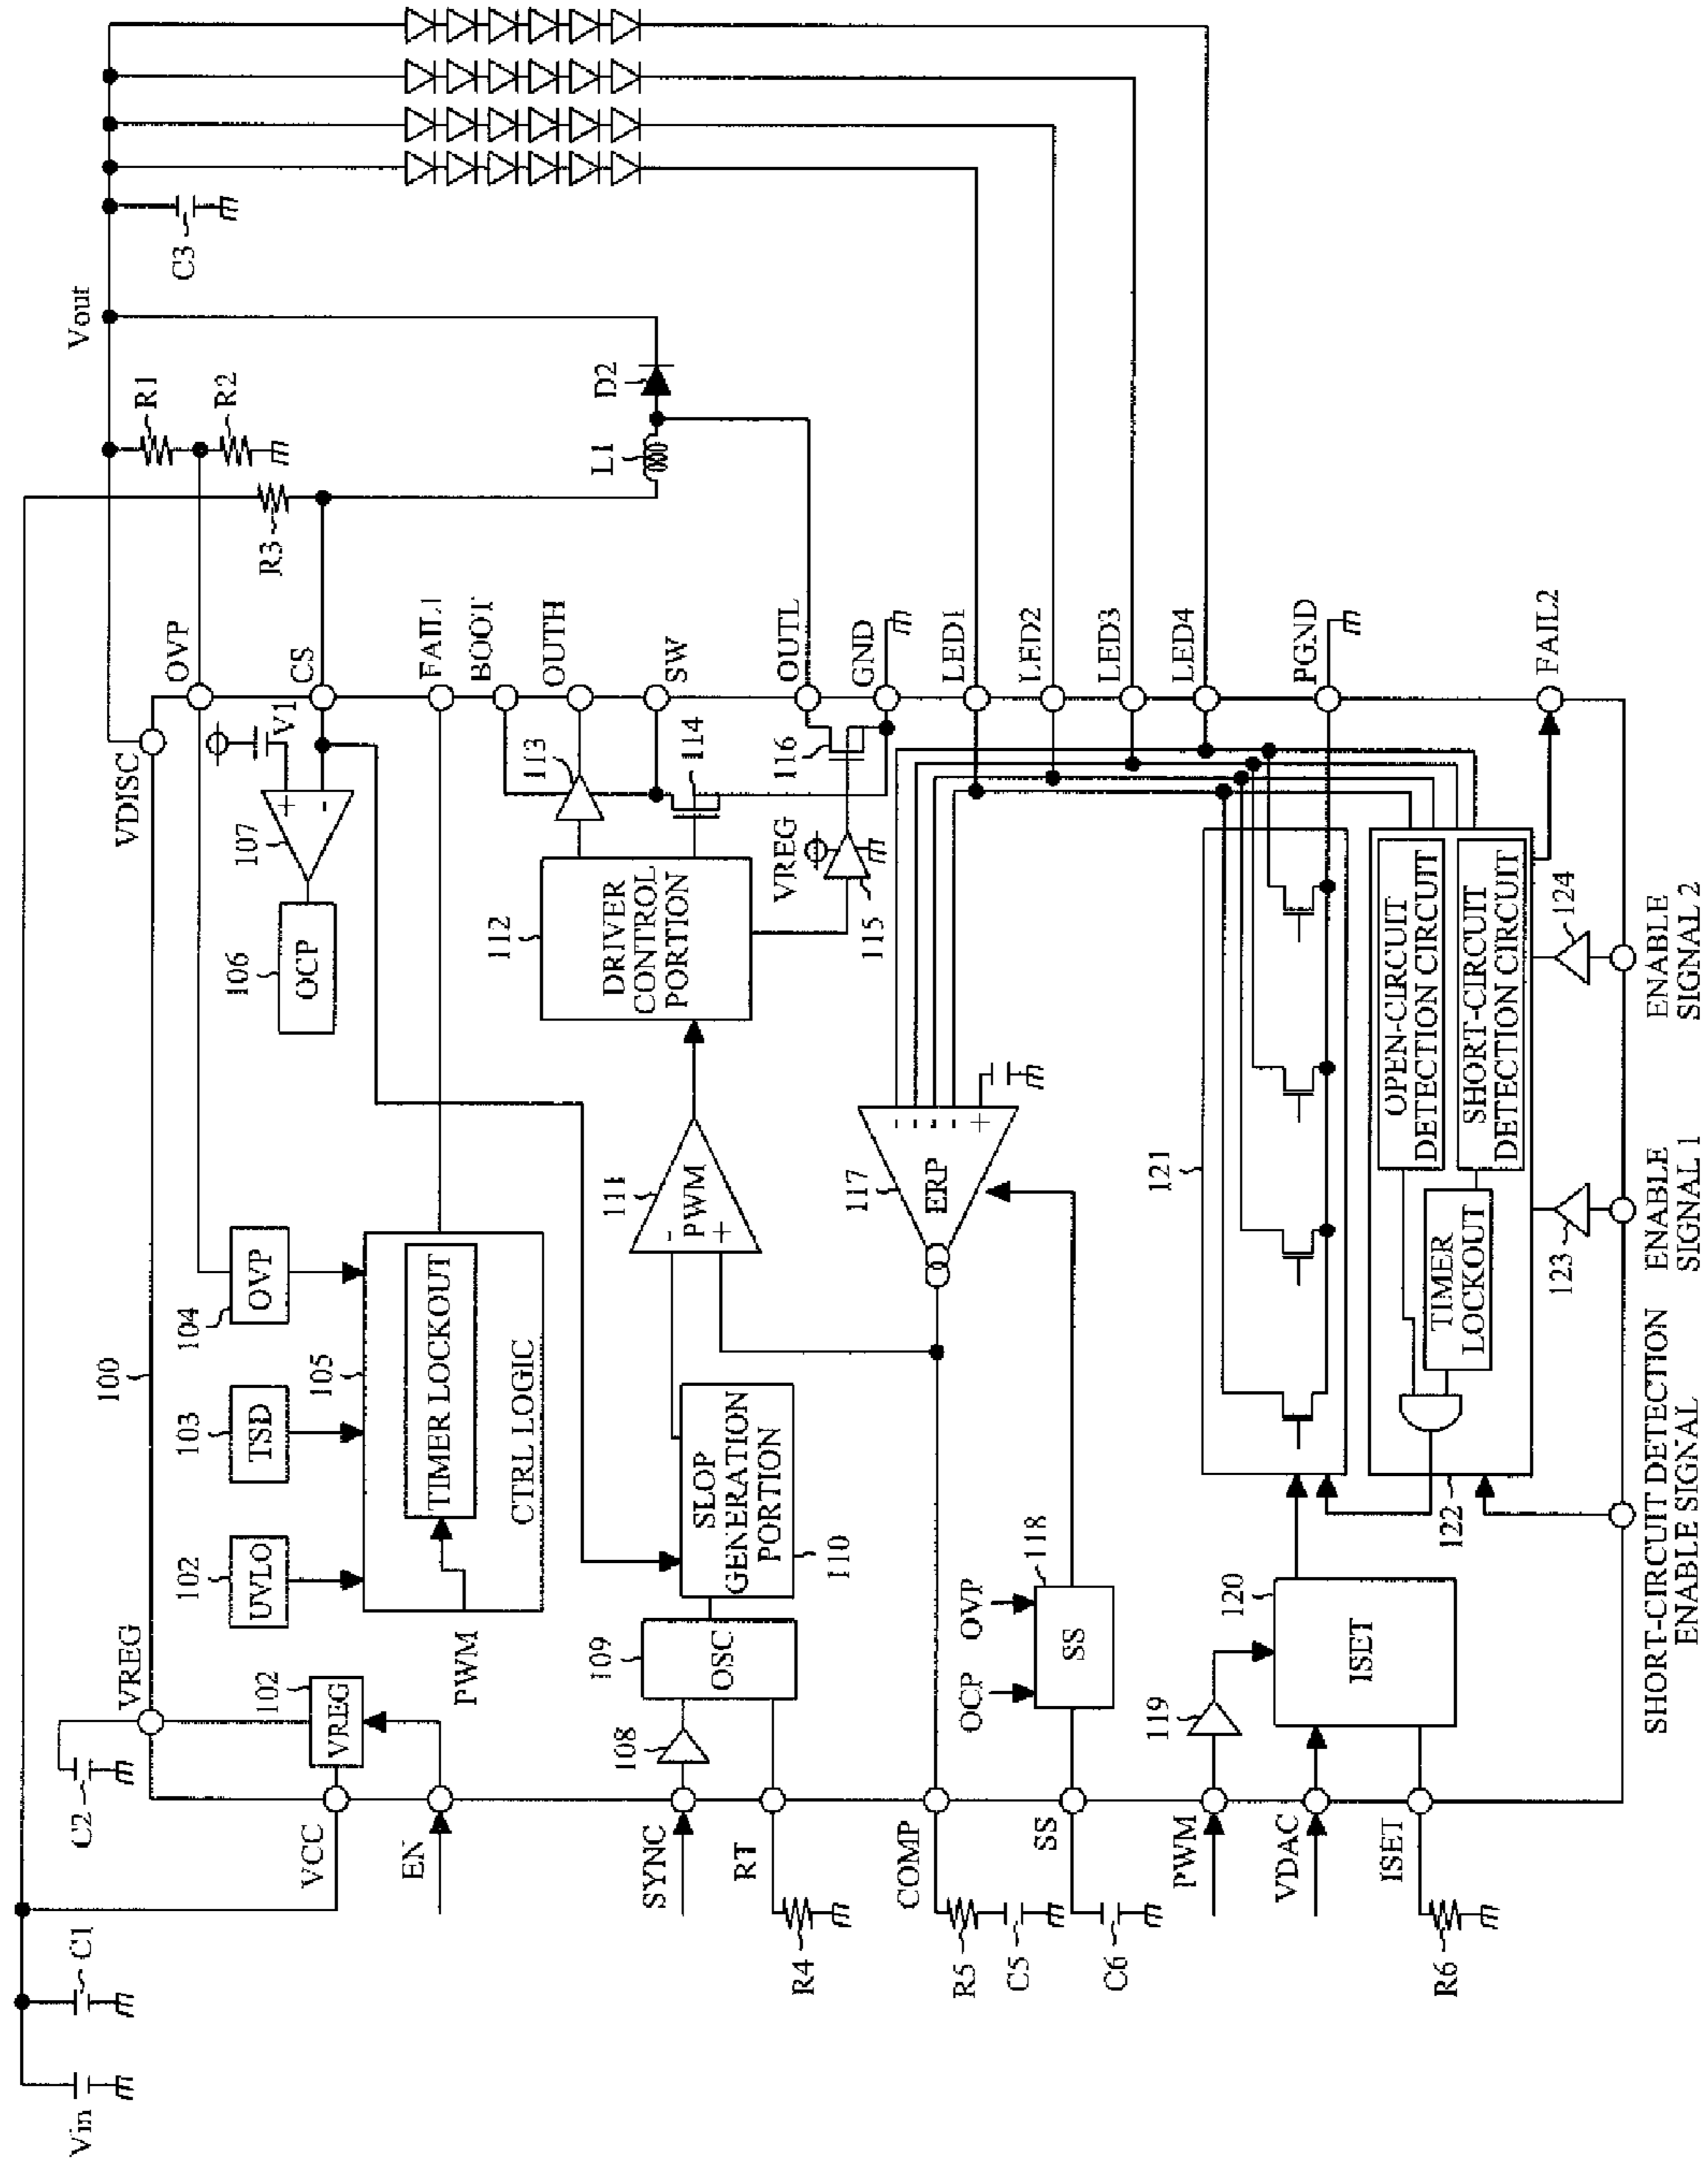 Vin
C1
C2
VREG
100
VDISC
VCC
EN
SYNC
RT
R4
COMP
R5
C5
SS
C6
PWM
VDAC
ISET
R6
102
VREG
102
UVLO
103
TSD
104
OVP
105
TIMER LOCKOUT
CTRL LOGIC
PWM
106
OCP
107
+
-
V1
108
109
OSC
SLOP
GENERATION
PORTION
110
111
PWM
-
+
112
DRIVER
CONTROL
PORTION
113
114
VREG
115
116
117
ERP
-
-
-
-
+
OCP
OVP
118
SS
119
120
ISET
121
122
OPEN-CIRCUIT
DETECTION CIRCUIT
SHORT-CIRCUIT
DETECTION CIRCUIT
TIMER
LOCKOUT
123
124
SHORT-CIRCUIT DETECTION
ENABLE SIGNAL
ENABLE
SIGNAL 1
ENABLE
SIGNAL 2
OVP
CS
FAIL1
BOOT
OUTH
SW
OUTL
GND
LED1
LED2
LED3
LED4
PGND
FAIL2
R3
R1
R2
L1
D2
Vout
C3